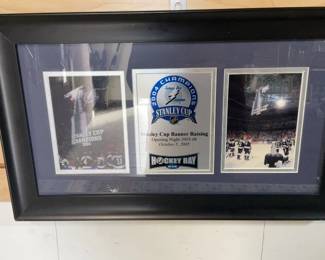 STANLEY CUP
CHAMPIONS
2004
2004 CHAMPIONS
STANLEY CUP
Stanley Cup Banner Raising
Opening Night 2005-06
October 5, 2005
HOCKEY BAY